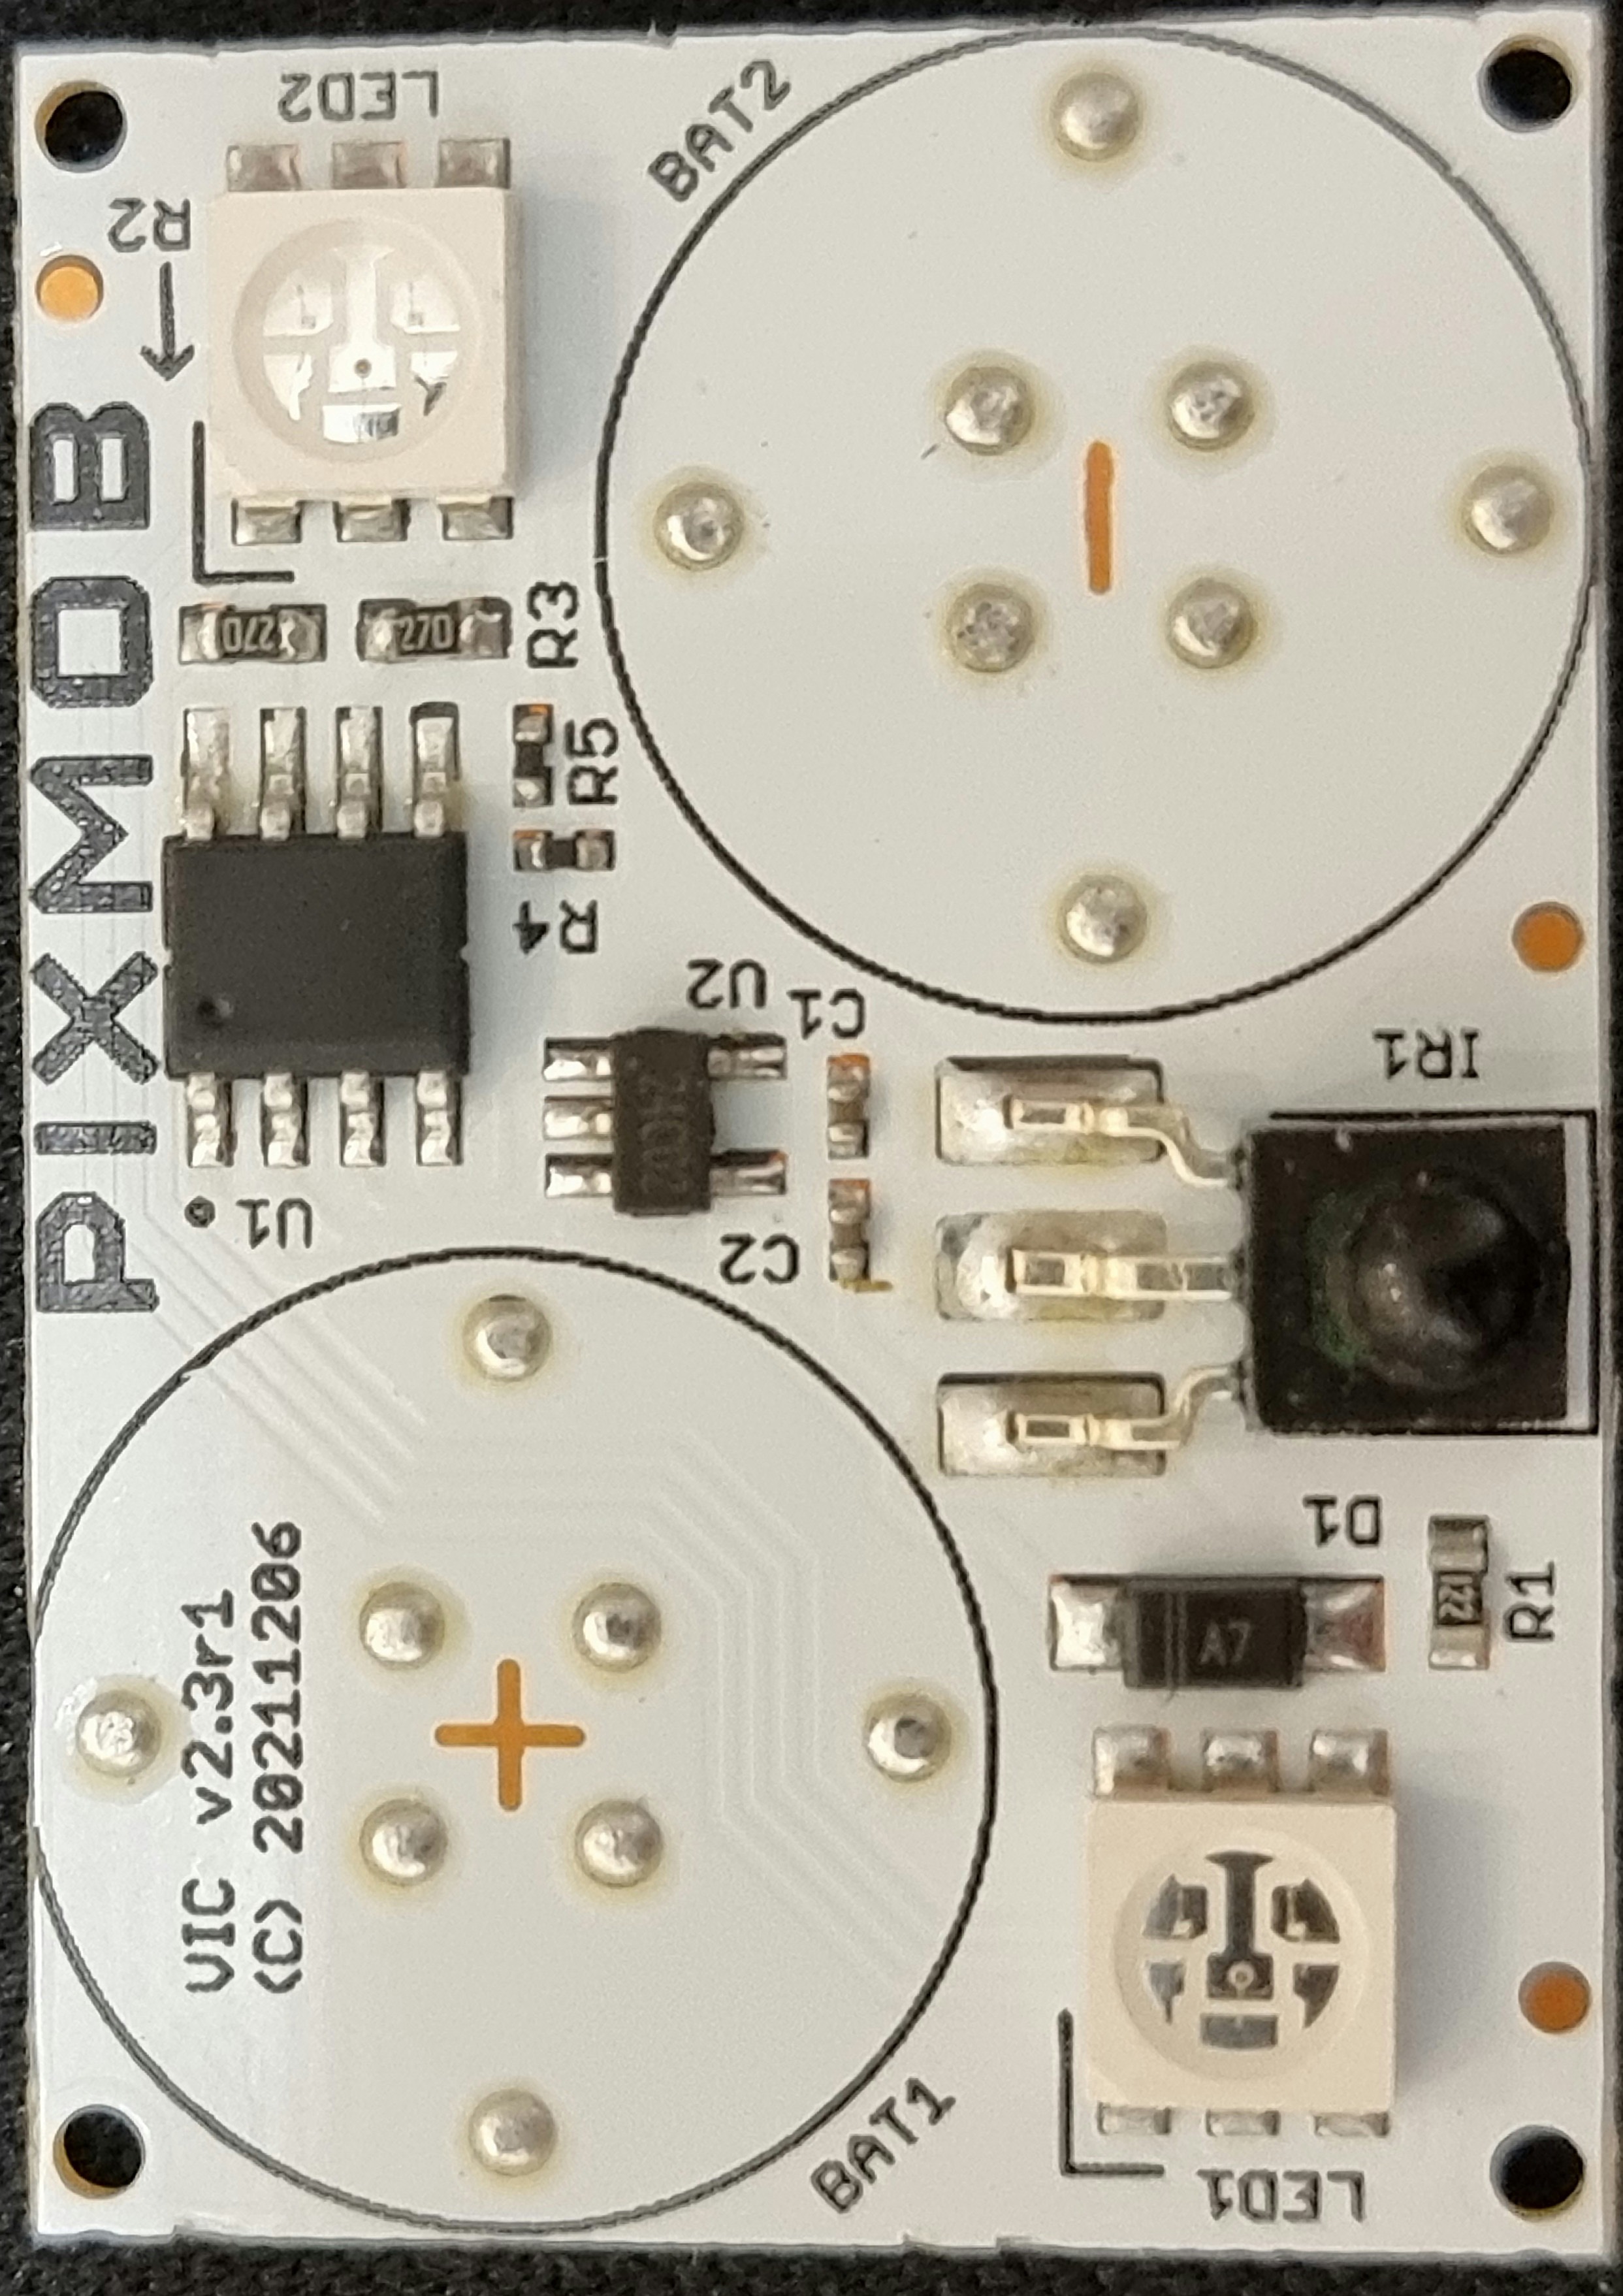 LED2
BAT2
R2
PIXMOB
270
270
R3
R5
R4
U2
C1
IR1
U1
C2
D1
A7
R1
VIC v2.3r1
(C) 20211206
BAT1
LED1